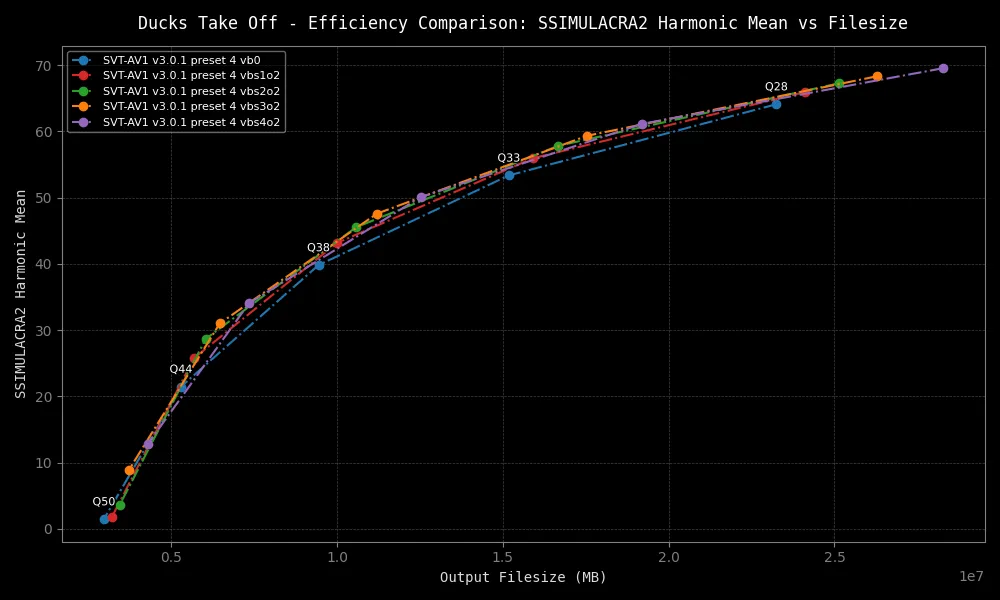 Ducks Take Off - Efficiency Comparison: SSIMULACRA2 Harmonic Mean vs Filesize
SVT-AV1 v3.0.1 preset 4 vb0
SVT-AV1 v3.0.1 preset 4 vbs1o2
SVT-AV1 v3.0.1 preset 4 vbs2o2
SVT-AV1 v3.0.1 preset 4 vbs3o2
SVT-AV1 v3.0.1 preset 4 vbs4o2
SSIMULACRA2 Harmonic Mean
70
60
50
40
30
20
10
0
Q28
Q33
Q38
Q44
Q50
0.5
1.0
1.5
2.0
2.5
1e7
Output Filesize (MB)